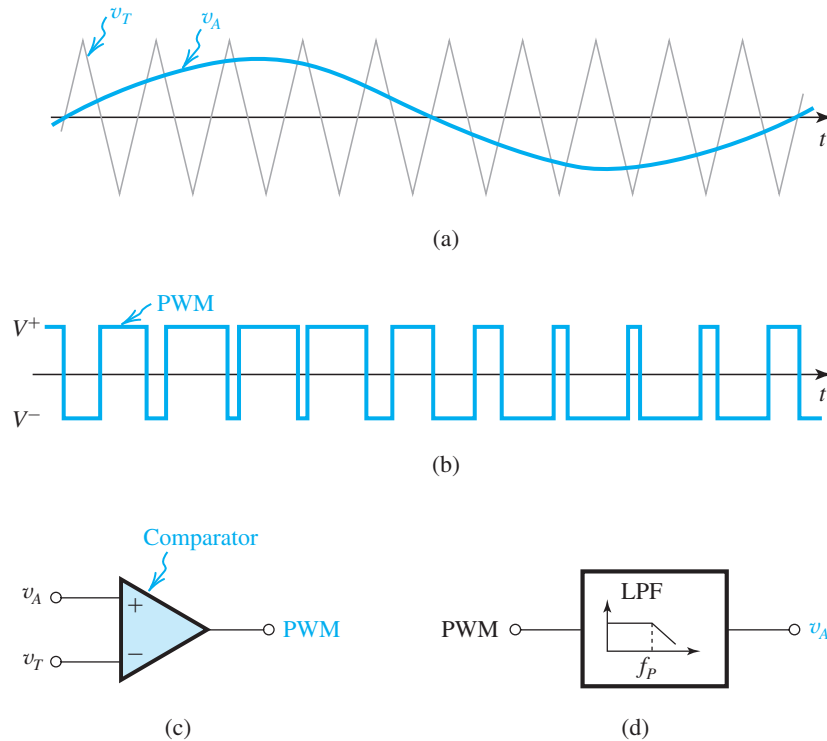 v_T
v_A
t
(a)
PWM
V⁺
V⁻
t
(b)
Comparator
v_A
+
v_T
−
PWM
(c)
LPF
PWM
v_A
f_P
(d)